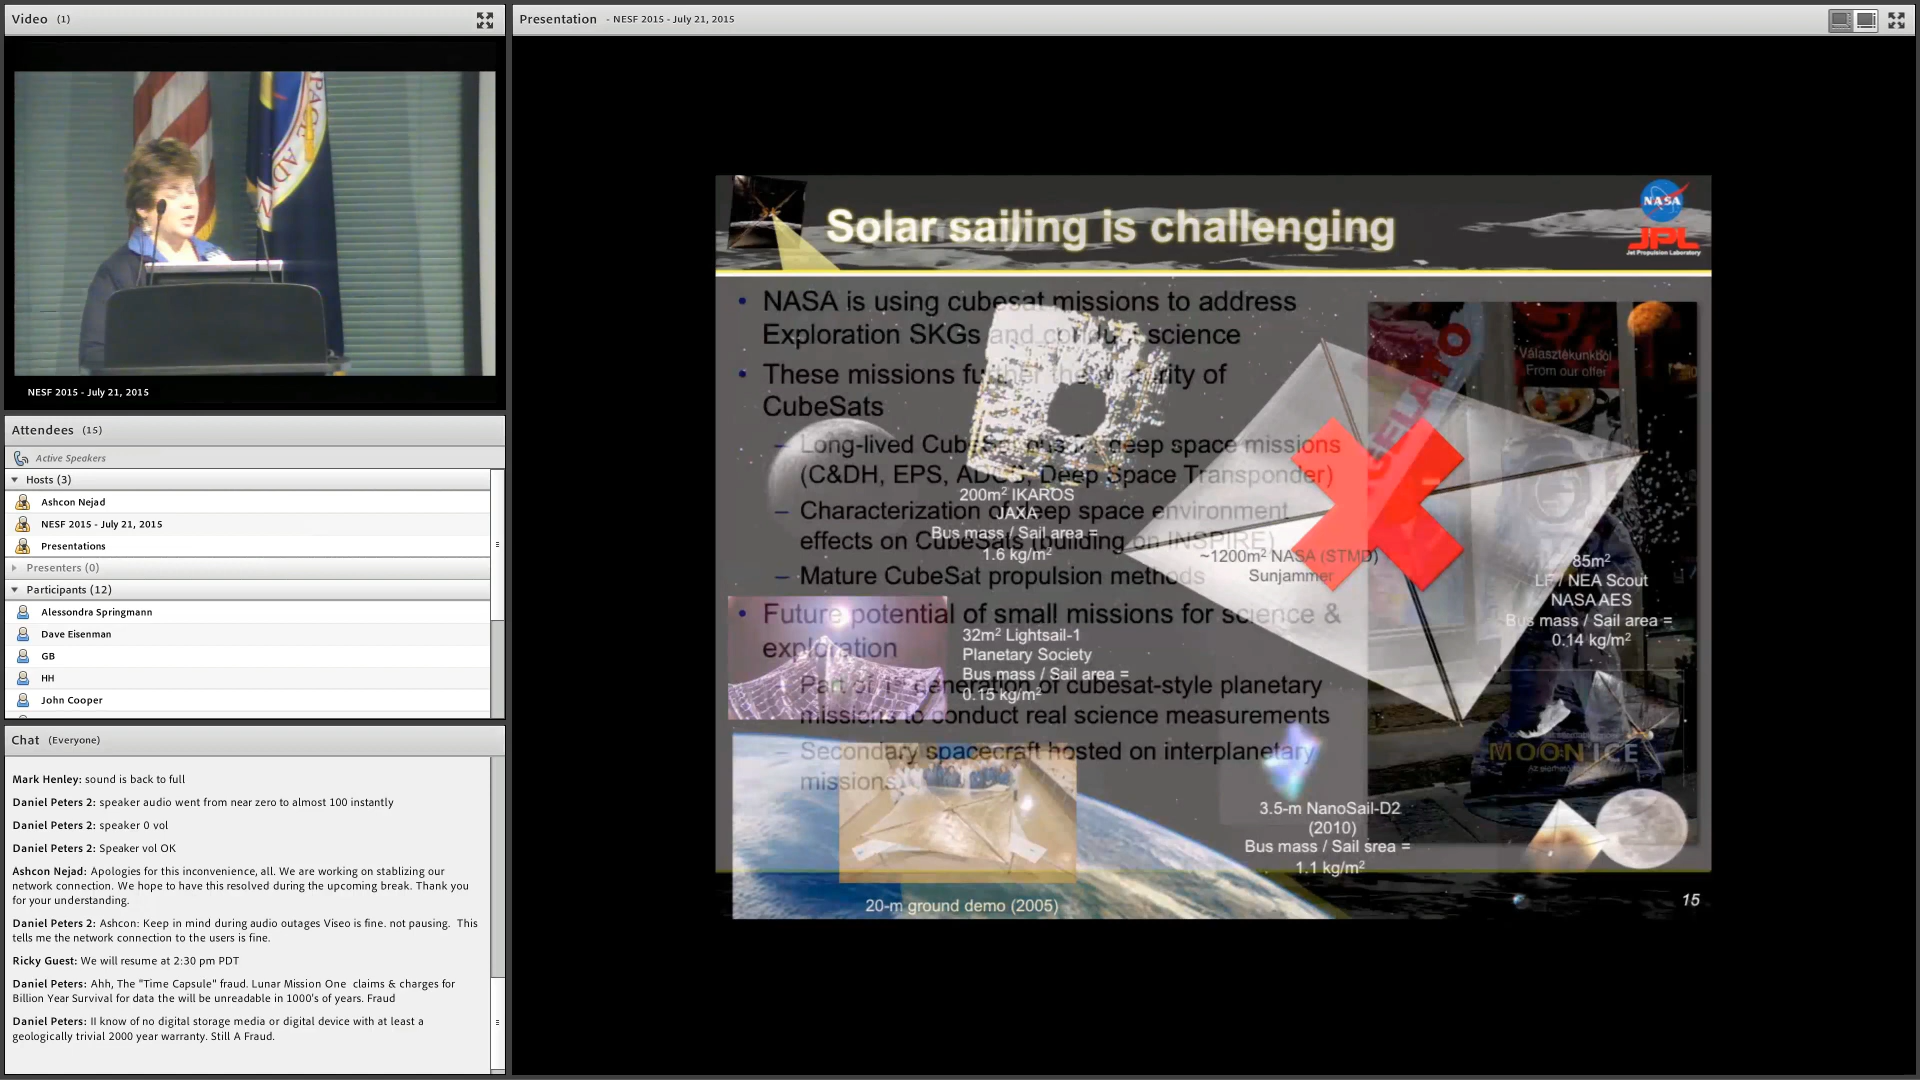 Video (1)
NESF 2015 - July 21, 2015
Attendees (15)
Active Speakers
Hosts (3)
Ashcon Nejad
NESF 2015 - July 21, 2015
Presentations
Presenters (0)
Participants (12)
Alessondra Springmann
Dave Eisenman
GB
HH
John Cooper
Chat (Everyone)
Mark Henley: sound is back to full
Daniel Peters 2: speaker audio went from near zero to almost 100 instantly
Daniel Peters 2: speaker 0 vol
Daniel Peters 2: Speaker vol OK
Ashcon Nejad: Apologies for this inconvenience, all. We are working on stablizing our
network connection. We hope to have this resolved during the upcoming break. Thank you
for your understanding.
Daniel Peters 2: Ashcon: Keep in mind during audio outages Viseo is fine. not pausing. This
tells me the network connection to the users is fine.
Ricky Guest: We will resume at 2:30 pm PDT
Daniel Peters: Ahh, The "Time Capsule" fraud. Lunar Mission One claims & charges for
Billion Year Survival for data the will be unreadable in 1000's of years. Fraud
Daniel Peters: II know of no digital storage media or digital device with at least a
geologically trivial 2000 year warranty. Still A Fraud.
Presentation - NESF 2015 - July 21, 2015
Solar sailing is challenging
NASA
JPL
Jet Propulsion Laboratory
• NASA is using cubesat missions to address
Exploration SKGs and conduct science
• These missions further the maturity of
CubeSats
– Long-lived CubeSat bus for deep space missions
(C&DH, EPS, ADCS, Deep Space Transponder)
– Characterization of deep space environment
effects on CubeSats (building on INSPIRE)
– Mature CubeSat propulsion methods
• Future potential of small missions for science &
exploration
– Part of 1st generation of cubesat-style planetary
missions to conduct real science measurements
– Secondary spacecraft hosted on interplanetary
missions
200m² IKAROS
JAXA
Bus mass / Sail area =
1.6 kg/m²
~1200m² NASA (STMD)
Sunjammer
85m²
LF / NEA Scout
NASA AES
Bus mass / Sail area =
0.14 kg/m²
32m² Lightsail-1
Planetary Society
Bus mass / Sail area =
0.15 kg/m²
3.5-m NanoSail-D2
(2010)
Bus mass / Sail srea =
1.1 kg/m²
20-m ground demo (2005)
Választékunkból
From our offer
MOON ICE
15